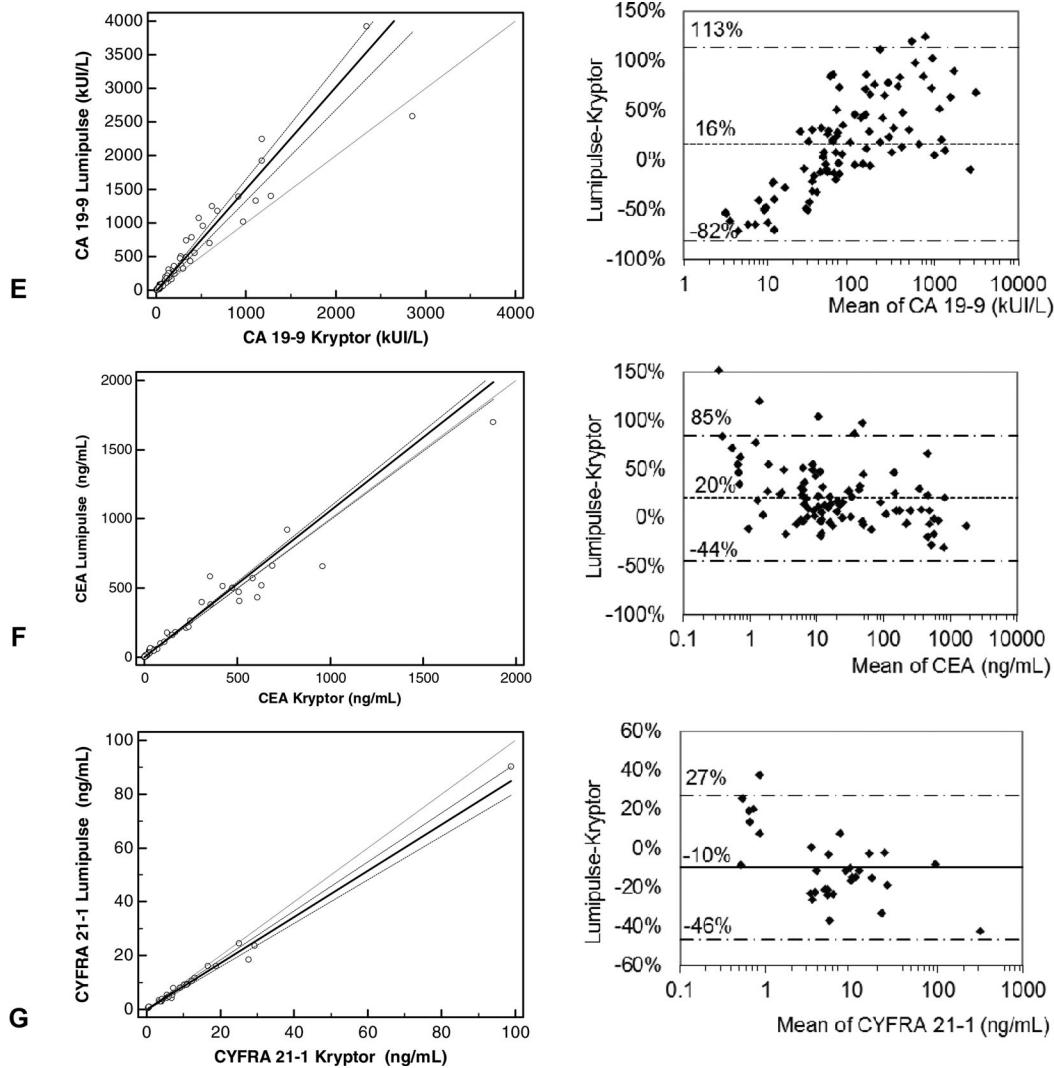 E
CA 19-9 Lumipulse (kUI/L)
4000
3500
3000
2500
2000
1500
1000
500
0
0 1000 2000 3000 4000
CA 19-9 Kryptor (kUI/L)
Lumipulse-Kryptor
150%
100%
50%
0%
-50%
-100%
113%
16%
-82%
1 10 100 1000 10000
Mean of CA 19-9 (kUI/L)
F
CEA Lumipulse (ng/mL)
2000
1500
1000
500
0
0 500 1000 1500 2000
CEA Kryptor (ng/mL)
Lumipulse-Kryptor
150%
100%
50%
0%
-50%
-100%
85%
20%
-44%
0.1 1 10 100 1000 10000
Mean of CEA (ng/mL)
G
CYFRA 21-1 Lumipulse (ng/mL)
100
80
60
40
20
0
0 20 40 60 80 100
CYFRA 21-1 Kryptor (ng/mL)
Lumipulse-Kryptor
60%
40%
20%
0%
-20%
-40%
-60%
27%
-10%
-46%
0.1 1 10 100 1000
Mean of CYFRA 21-1 (ng/mL)